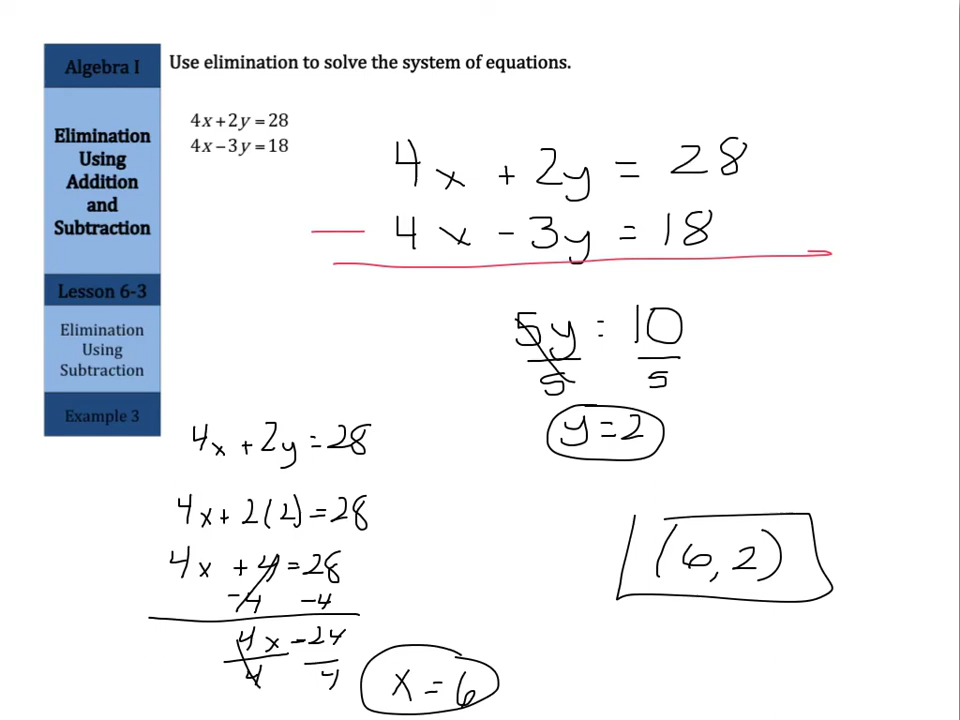 Algebra I
Elimination
Using
Addition
and
Subtraction
Lesson 6-3
Elimination
Using
Subtraction
Example 3
Use elimination to solve the system of equations.
4x+2y=28
4x−3y=18
4x + 2y = 28
— 4x - 3y = 18
5y = 10
5 5
y = 2
4x + 2y = 28
4x + 2(2) = 28
4x + 4 = 28
-4 -4
4x - 24
4 4
x = 6
(6, 2)